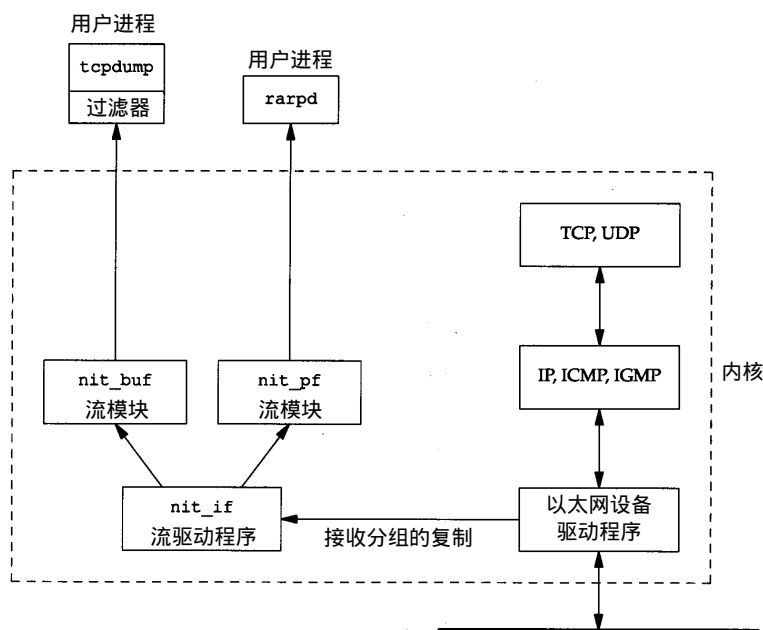 用户进程
tcpdump
过滤器
用户进程
rarpd
TCP, UDP
nit_buf
流模块
nit_pf
流模块
IP, ICMP, IGMP
内核
nit_if
流驱动程序
接收分组的复制
以太网设备
驱动程序